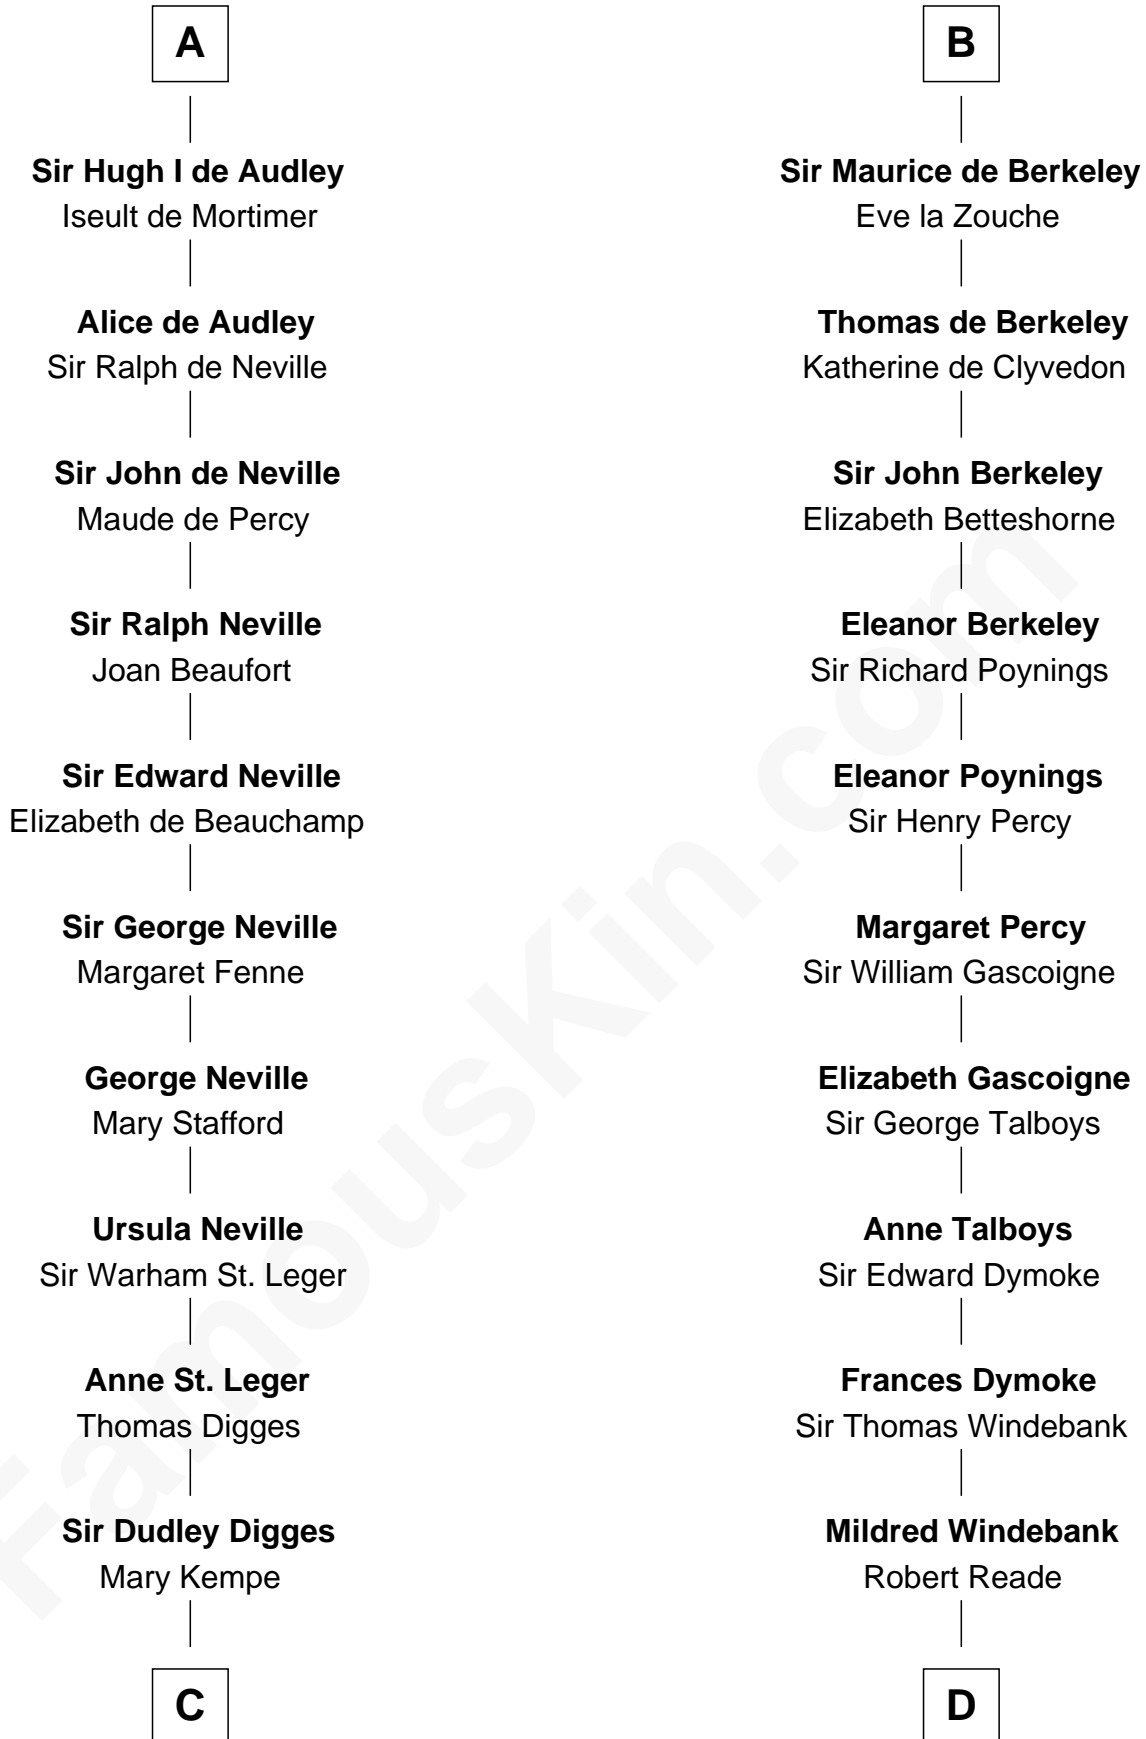 A
Sir Hugh I de Audley
Iseult de Mortimer
Alice de Audley
Sir Ralph de Neville
Sir John de Neville
Maude de Percy
Sir Ralph Neville
Joan Beaufort
Sir Edward Neville
Elizabeth de Beauchamp
Sir George Neville
Margaret Fenne
George Neville
Mary Stafford
Ursula Neville
Sir Warham St. Leger
Anne St. Leger
Thomas Digges
Sir Dudley Digges
Mary Kempe
C
B
Sir Maurice de Berkeley
Eve la Zouche
Thomas de Berkeley
Katherine de Clyvedon
Sir John Berkeley
Elizabeth Betteshorne
Eleanor Berkeley
Sir Richard Poynings
Eleanor Poynings
Sir Henry Percy
Margaret Percy
Sir William Gascoigne
Elizabeth Gascoigne
Sir George Talboys
Anne Talboys
Sir Edward Dymoke
Frances Dymoke
Sir Thomas Windebank
Mildred Windebank
Robert Reade
D
FamousKin.com